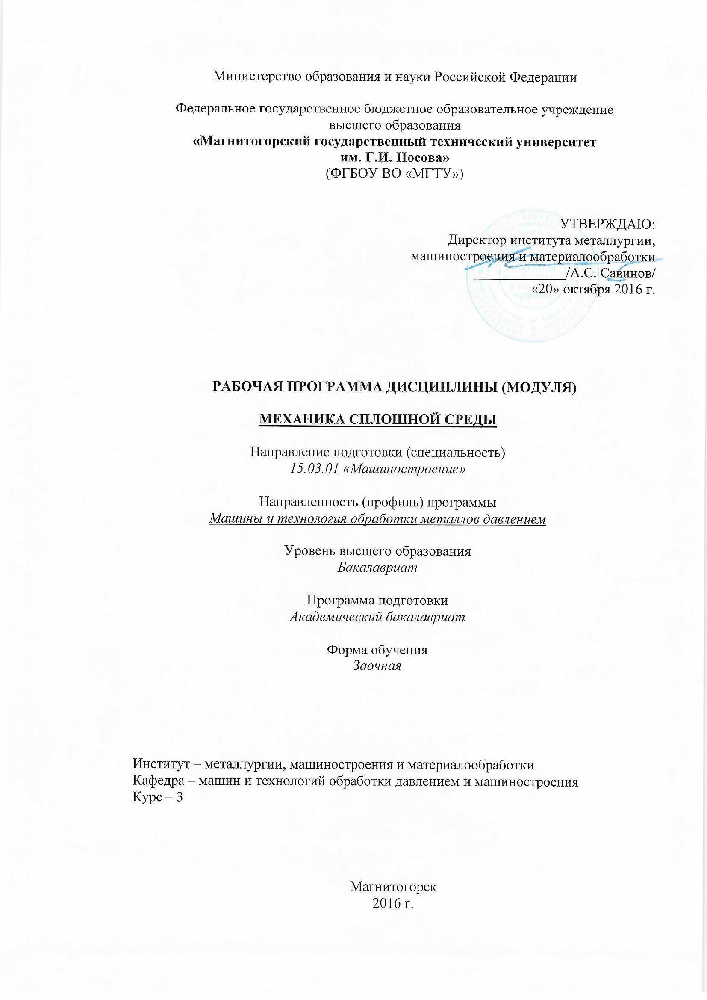 Министерство образования и науки Российской Федерации
Федеральное государственное бюджетное образовательное учреждение
высшего образования
«Магнитогорский государственный технический университет
им. Г.И. Носова»
(ФГБОУ ВО «МГТУ»)
УТВЕРЖДАЮ:
Директор института металлургии,
машиностроения и материалообработки
_____________/А.С. Савинов/
«20» октября 2016 г.
РАБОЧАЯ ПРОГРАММА ДИСЦИПЛИНЫ (МОДУЛЯ)
МЕХАНИКА СПЛОШНОЙ СРЕДЫ
Направление подготовки (специальность)
15.03.01 «Машиностроение»
Направленность (профиль) программы
Машины и технология обработки металлов давлением
Уровень высшего образования
Бакалавриат
Программа подготовки
Академический бакалавриат
Форма обучения
Заочная
Институт – металлургии, машиностроения и материалообработки
Кафедра – машин и технологий обработки давлением и машиностроения
Курс – 3
Магнитогорск
2016 г.